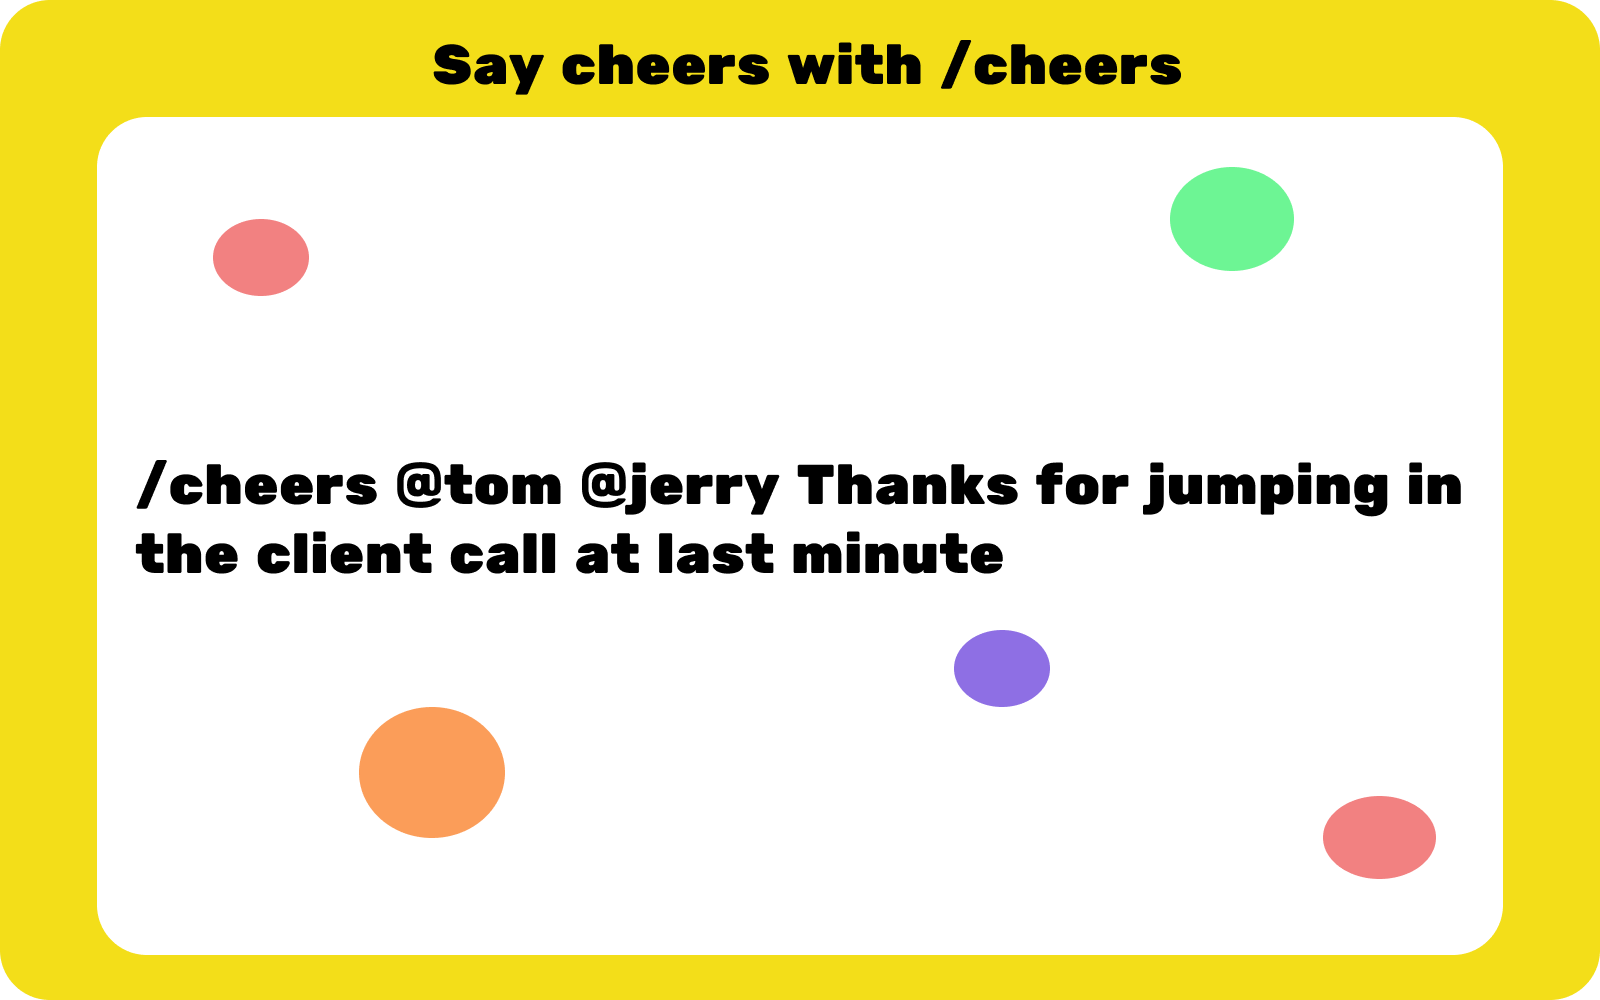 Say cheers with /cheers
/cheers @tom @jerry Thanks for jumping in
the client call at last minute